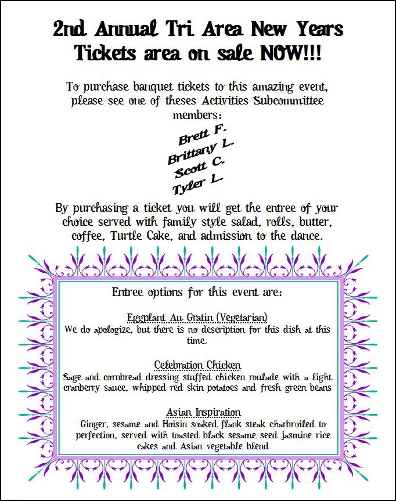 2nd Annual Tri Area New Years
Tickets area on sale NOW!!!
To purchase banquet tickets to this amazing event,
please see one of theses Activities Subcommittee
members:
Brett F.
Brittany L.
Scott C.
Tyler L.
By purchasing a ticket you will get the entree of your
choice served with family style salad, rolls, butter,
coffee, Turtle Cake, and admission to the dance.
Entree options for this event are:
Eggplant Au Gratin (Vegetarian)
We do apologize, but there is no description for this dish at this
time.
Celebration Chicken
Sage and cornbread dressing stuffed chicken roulade with a light
cranberry sauce, whipped red skin potatoes and fresh green beans
Asian Inspiration
Ginger, sesame and Hoisin soaked flank steak charbroiled to
perfection, served with toasted black sesame seed Jasmine rice
cakes and Asian vegetable blend.